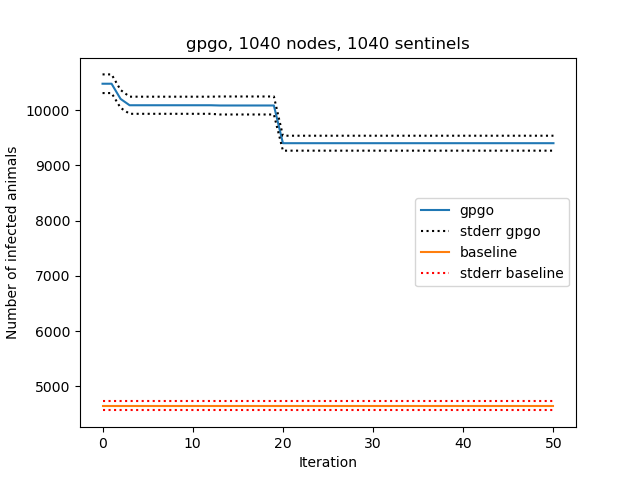 gpgo, 1040 nodes, 1040 sentinels
Number of infected animals
10000
9000
8000
7000
6000
5000
gpgo
stderr gpgo
baseline
stderr baseline
0
10
20
30
40
50
Iteration